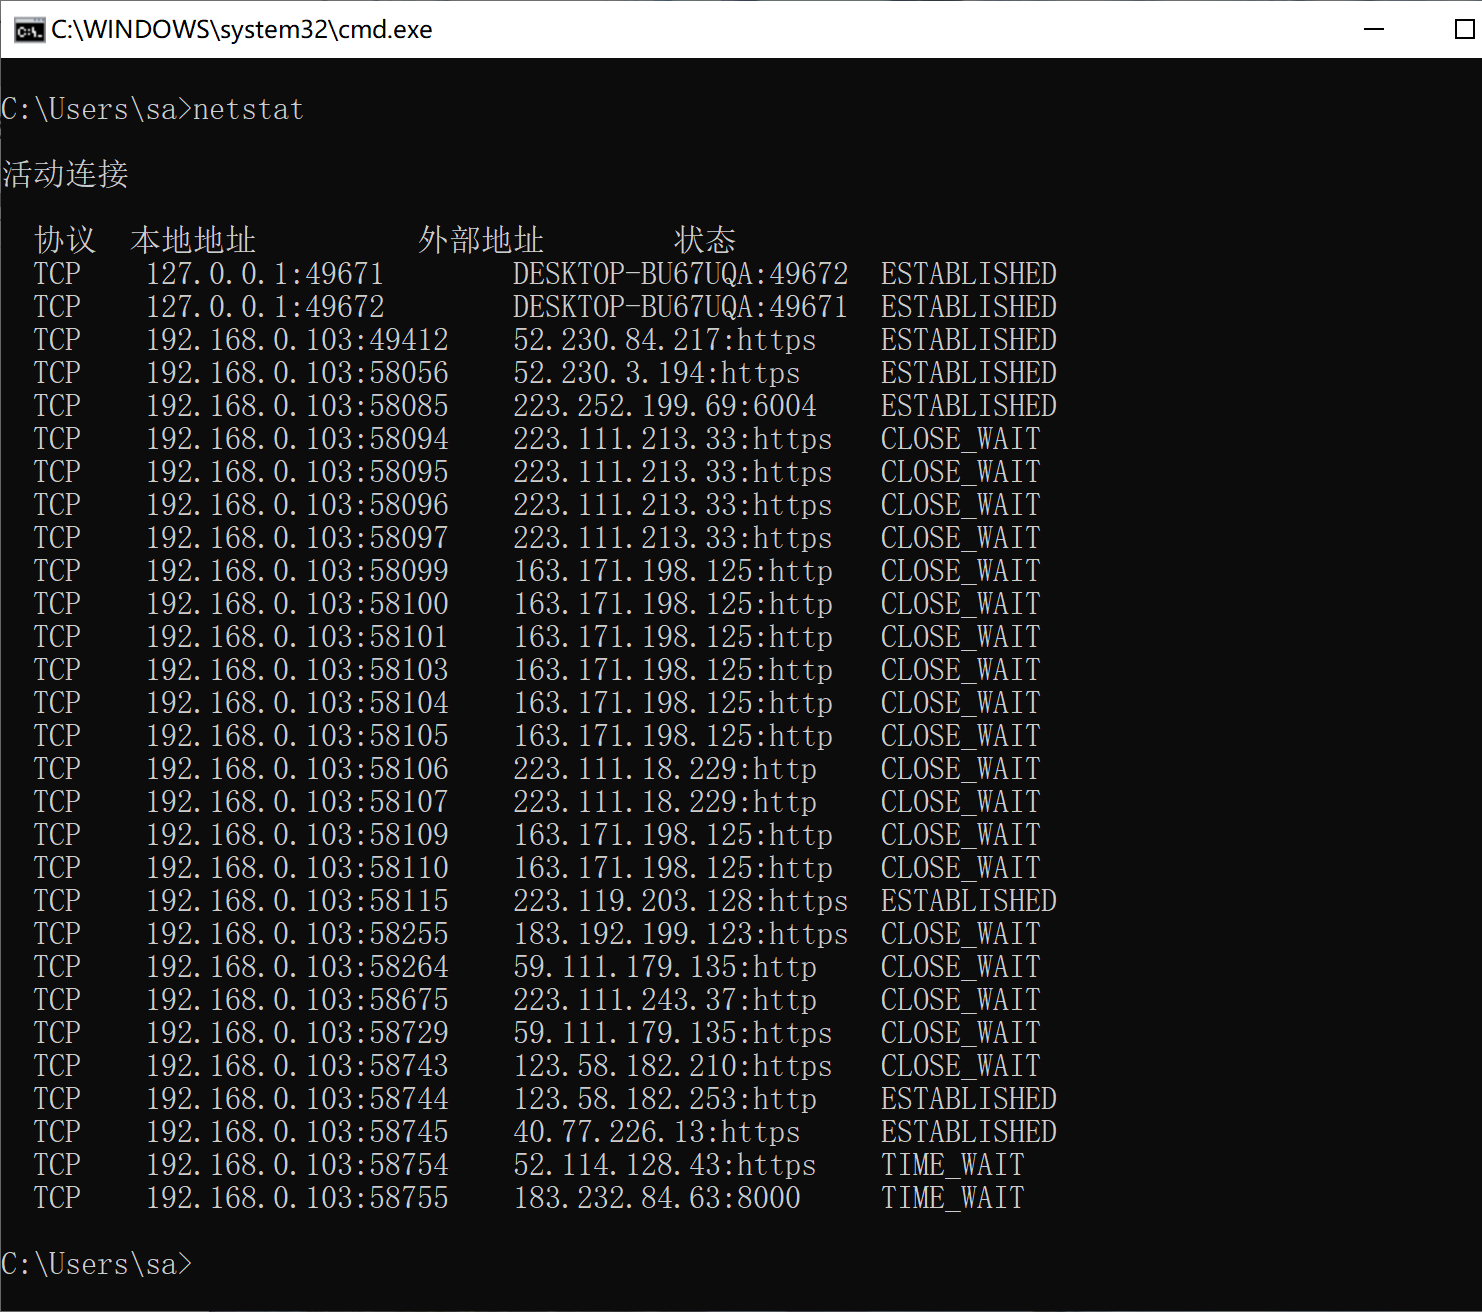 C:\WINDOWS\system32\cmd.exe
C:\Users\sa>netstat
活动连接
协议 本地地址 外部地址 状态
TCP 127.0.0.1:49671 DESKTOP-BU67UQA:49672 ESTABLISHED
TCP 127.0.0.1:49672 DESKTOP-BU67UQA:49671 ESTABLISHED
TCP 192.168.0.103:49412 52.230.84.217:https ESTABLISHED
TCP 192.168.0.103:58056 52.230.3.194:https ESTABLISHED
TCP 192.168.0.103:58085 223.252.199.69:6004 ESTABLISHED
TCP 192.168.0.103:58094 223.111.213.33:https CLOSE_WAIT
TCP 192.168.0.103:58095 223.111.213.33:https CLOSE_WAIT
TCP 192.168.0.103:58096 223.111.213.33:https CLOSE_WAIT
TCP 192.168.0.103:58097 223.111.213.33:https CLOSE_WAIT
TCP 192.168.0.103:58099 163.171.198.125:http CLOSE_WAIT
TCP 192.168.0.103:58100 163.171.198.125:http CLOSE_WAIT
TCP 192.168.0.103:58101 163.171.198.125:http CLOSE_WAIT
TCP 192.168.0.103:58103 163.171.198.125:http CLOSE_WAIT
TCP 192.168.0.103:58104 163.171.198.125:http CLOSE_WAIT
TCP 192.168.0.103:58105 163.171.198.125:http CLOSE_WAIT
TCP 192.168.0.103:58106 223.111.18.229:http CLOSE_WAIT
TCP 192.168.0.103:58107 223.111.18.229:http CLOSE_WAIT
TCP 192.168.0.103:58109 163.171.198.125:http CLOSE_WAIT
TCP 192.168.0.103:58110 163.171.198.125:http CLOSE_WAIT
TCP 192.168.0.103:58115 223.119.203.128:https ESTABLISHED
TCP 192.168.0.103:58255 183.192.199.123:https CLOSE_WAIT
TCP 192.168.0.103:58264 59.111.179.135:http CLOSE_WAIT
TCP 192.168.0.103:58675 223.111.243.37:http CLOSE_WAIT
TCP 192.168.0.103:58729 59.111.179.135:https CLOSE_WAIT
TCP 192.168.0.103:58743 123.58.182.210:https CLOSE_WAIT
TCP 192.168.0.103:58744 123.58.182.253:http ESTABLISHED
TCP 192.168.0.103:58745 40.77.226.13:https ESTABLISHED
TCP 192.168.0.103:58754 52.114.128.43:https TIME_WAIT
TCP 192.168.0.103:58755 183.232.84.63:8000 TIME_WAIT
C:\Users\sa>